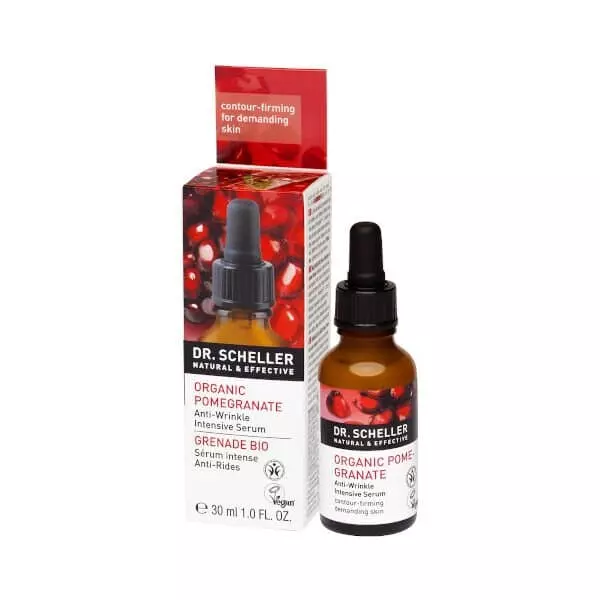 contour-firming
for demanding
skin
DR. SCHELLER
NATURAL & EFFECTIVE
ORGANIC
POMEGRANATE
Anti-Wrinkle
Intensive Serum
GRENADE BIO
Sérum intense
Anti-Rides
vegan
℮ 30 ml 1.0 FL. OZ.
DR. SCHELLER
NATURAL & EFFECTIVE
ORGANIC POME-
GRANATE
Anti-Wrinkle
Intensive Serum
contour-firming
demanding skin